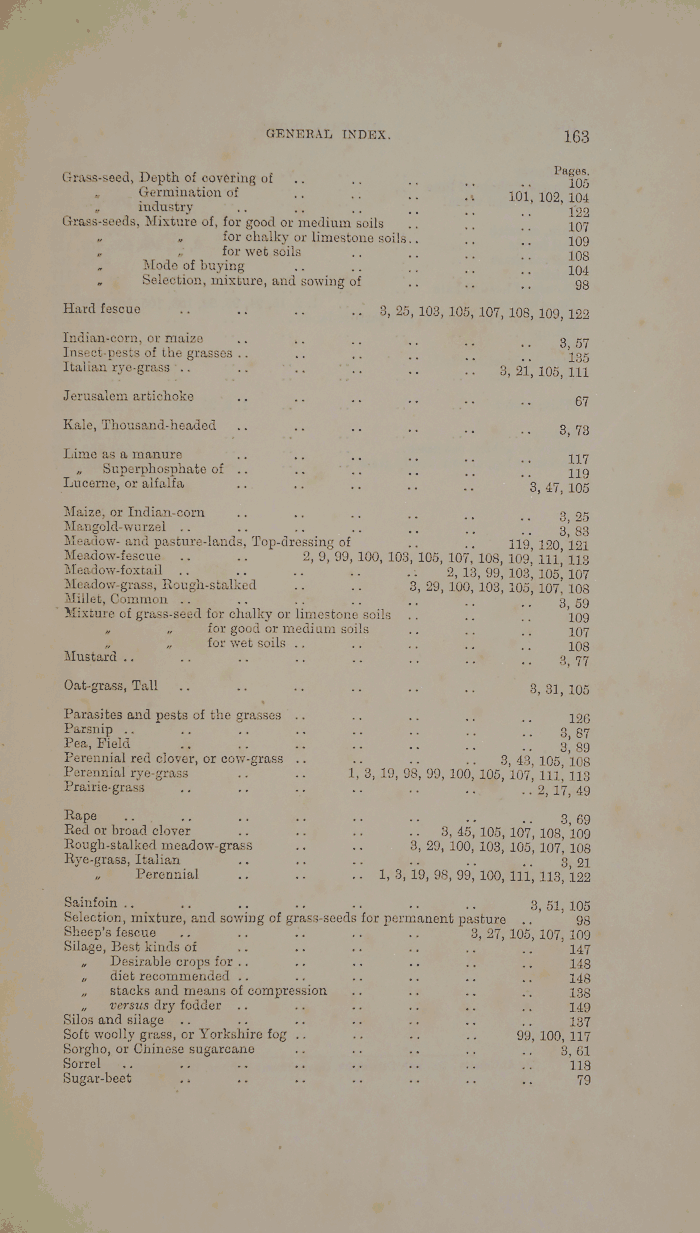 GENERAL INDEX. 163
Pages.
Grass-seed, Depth of covering of .. .. .. .. .. 105
„ Germination of .. .. .. .. 101, 102, 104
„ industry .. .. .. .. .. .. 122
Grass-seeds, Mixture of, for good or medium soils .. .. .. 107
„ „ for chalky or limestone soils.. .. .. 109
„ „ for wet soils .. .. .. .. 108
„ Mode of buying .. .. .. .. .. 104
„ Selection, mixture, and sowing of .. .. .. 98
Hard fescue .. .. .. .. 3, 25, 103, 105, 107, 108, 109, 122
Indian-corn, or maize .. .. .. .. .. .. 3, 57
Insect-pests of the grasses .. .. .. .. .. .. 135
Italian rye-grass .. .. .. .. .. .. 3, 21, 105, 111
Jerusalem artichoke .. .. .. .. .. .. 67
Kale, Thousand-headed .. .. .. .. .. .. 3, 73
Lime as a manure .. .. .. .. .. .. 117
„ Superphosphate of .. .. .. .. .. .. 119
Lucerne, or alfalfa .. .. .. .. .. 3, 47, 105
Maize, or Indian-corn .. .. .. .. .. .. 3, 25
Mangold-wurzel .. .. .. .. .. .. .. 3, 83
Meadow- and pasture-lands, Top-dressing of .. .. 119, 120, 121
Meadow-fescue .. .. 2, 9, 99, 100, 103, 105, 107, 108, 109, 111, 113
Meadow-foxtail .. .. .. .. .. 2, 13, 99, 103, 105, 107
Meadow-grass, Rough-stalked .. .. 3, 29, 100, 103, 105, 107, 108
Millet, Common .. .. .. .. .. .. .. 3, 59
Mixture of grass-seed for chalky or limestone soils .. .. .. 109
„ „ for good or medium soils .. .. .. 107
„ „ for wet soils .. .. .. .. .. 108
Mustard .. .. .. .. .. .. .. .. 3, 77
Oat-grass, Tall .. .. .. .. .. .. 3, 31, 105
Parasites and pests of the grasses .. .. .. .. .. 126
Parsnip .. .. .. .. .. .. .. .. 3, 87
Pea, Field .. .. .. .. .. .. .. 3, 89
Perennial red clover, or cow-grass .. .. .. .. 3, 43, 105, 108
Perennial rye-grass .. .. 1, 3, 19, 98, 99, 100, 105, 107, 111, 113
Prairie-grass .. .. .. .. .. .. .. 2, 17, 49
Rape .. .. .. .. .. .. .. .. 3, 69
Red or broad clover .. .. .. .. 3, 45, 105, 107, 108, 109
Rough-stalked meadow-grass .. .. 3, 29, 100, 103, 105, 107, 108
Rye-grass, Italian .. .. .. .. .. .. 3, 21
„ Perennial .. .. .. 1, 3, 19, 98, 99, 100, 111, 113, 122
Sainfoin .. .. .. .. .. .. .. 3, 51, 105
Selection, mixture, and sowing of grass-seeds for permanent pasture .. 98
Sheep's fescue .. .. .. .. .. 3, 27, 105, 107, 109
Silage, Best kinds of .. .. .. .. .. .. 147
„ Desirable crops for .. .. .. .. .. .. 148
„ diet recommended .. .. .. .. .. .. 148
„ stacks and means of compression .. .. .. .. 138
„ versus dry fodder .. .. .. .. .. .. 149
Silos and silage .. .. .. .. .. .. .. 137
Soft woolly grass, or Yorkshire fog .. .. .. .. 99, 100, 117
Sorgho, or Chinese sugarcane .. .. .. .. .. 3, 61
Sorrel .. .. .. .. .. .. .. .. 118
Sugar-beet .. .. .. .. .. .. .. 79